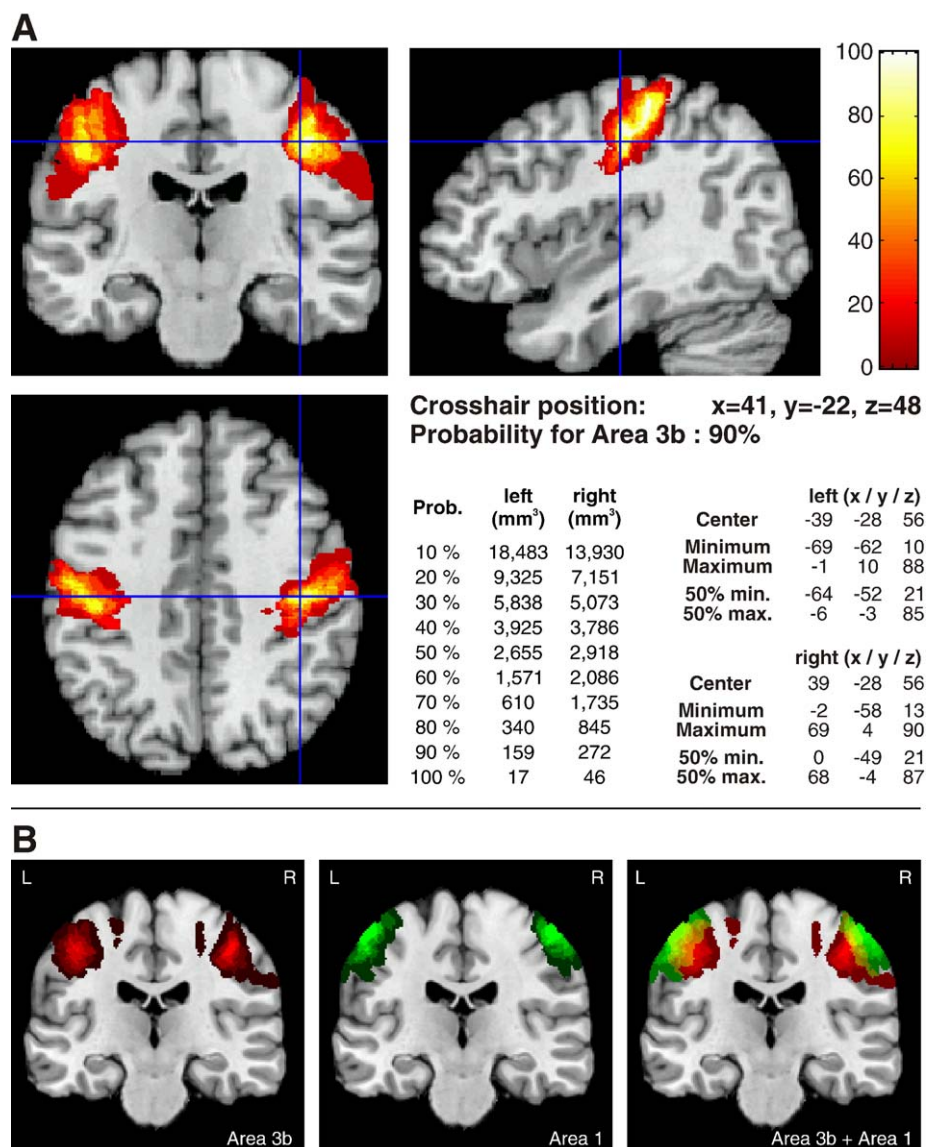 A
100
80
60
40
20
0
Crosshair position: x=41, y=-22, z=48
Probability for Area 3b : 90%
Prob. left (mm³) right (mm³)
10 % 18,483 13,930
20 % 9,325 7,151
30 % 5,838 5,073
40 % 3,925 3,786
50 % 2,655 2,918
60 % 1,571 2,086
70 % 610 1,735
80 % 340 845
90 % 159 272
100 % 17 46
left (x / y / z)
Center -39 -28 56
Minimum -69 -62 10
Maximum -1 10 88
50% min. -64 -52 21
50% max. -6 -3 85
right (x / y / z)
Center 39 -28 56
Minimum -2 -58 13
Maximum 69 4 90
50% min. 0 -49 21
50% max. 68 -4 87
B
L R
Area 3b
L R
Area 1
L R
Area 3b + Area 1